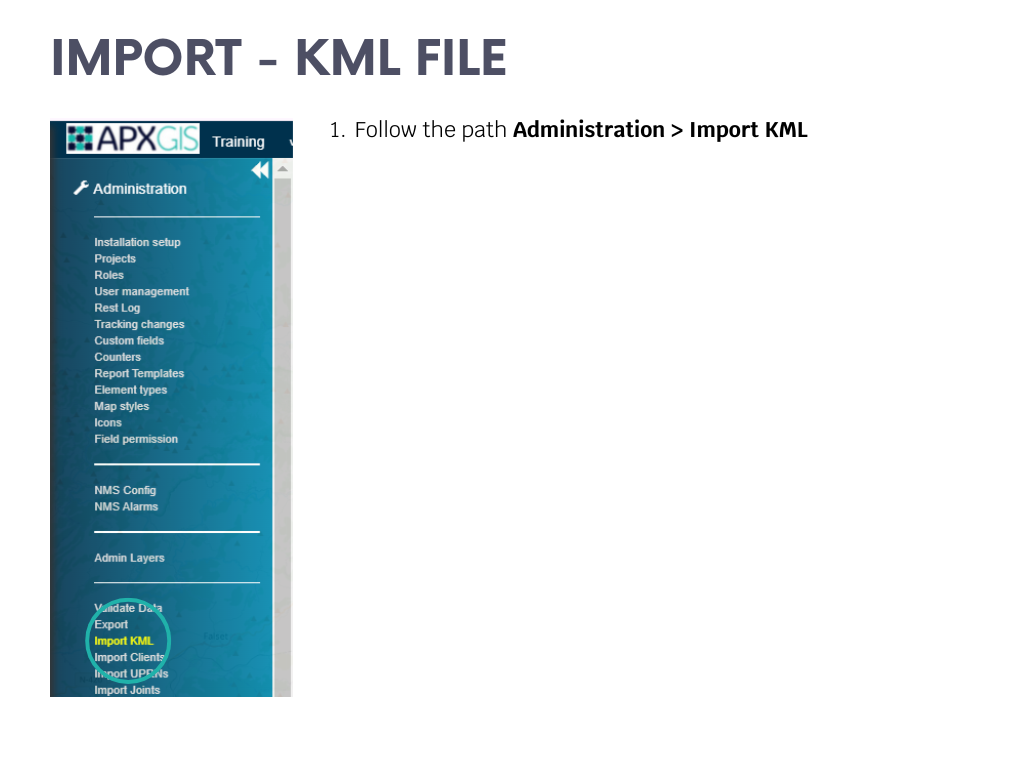 IMPORT - KML FILE
APXGIS Training
Administration
Installation setup
Projects
Roles
User management
Rest Log
Tracking changes
Custom fields
Counters
Report Templates
Element types
Map styles
Icons
Field permission
NMS Config
NMS Alarms
Admin Layers
Validate Data
Export
Import KML
Import Clients
Import UPRNs
Import Joints
1. Follow the path Administration > Import KML